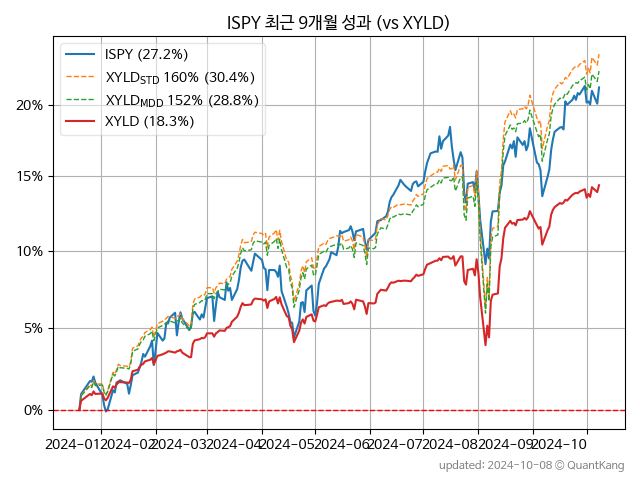 ISPY 최근 9개월 성과 (vs XYLD)
ISPY (27.2%)
XYLD_STD 160% (30.4%)
XYLD_MDD 152% (28.8%)
XYLD (18.3%)
20%
15%
10%
5%
0%
2024-01 2024-02 2024-03 2024-04 2024-05 2024-06 2024-07 2024-08 2024-09 2024-10
updated: 2024-10-08 © QuantKang